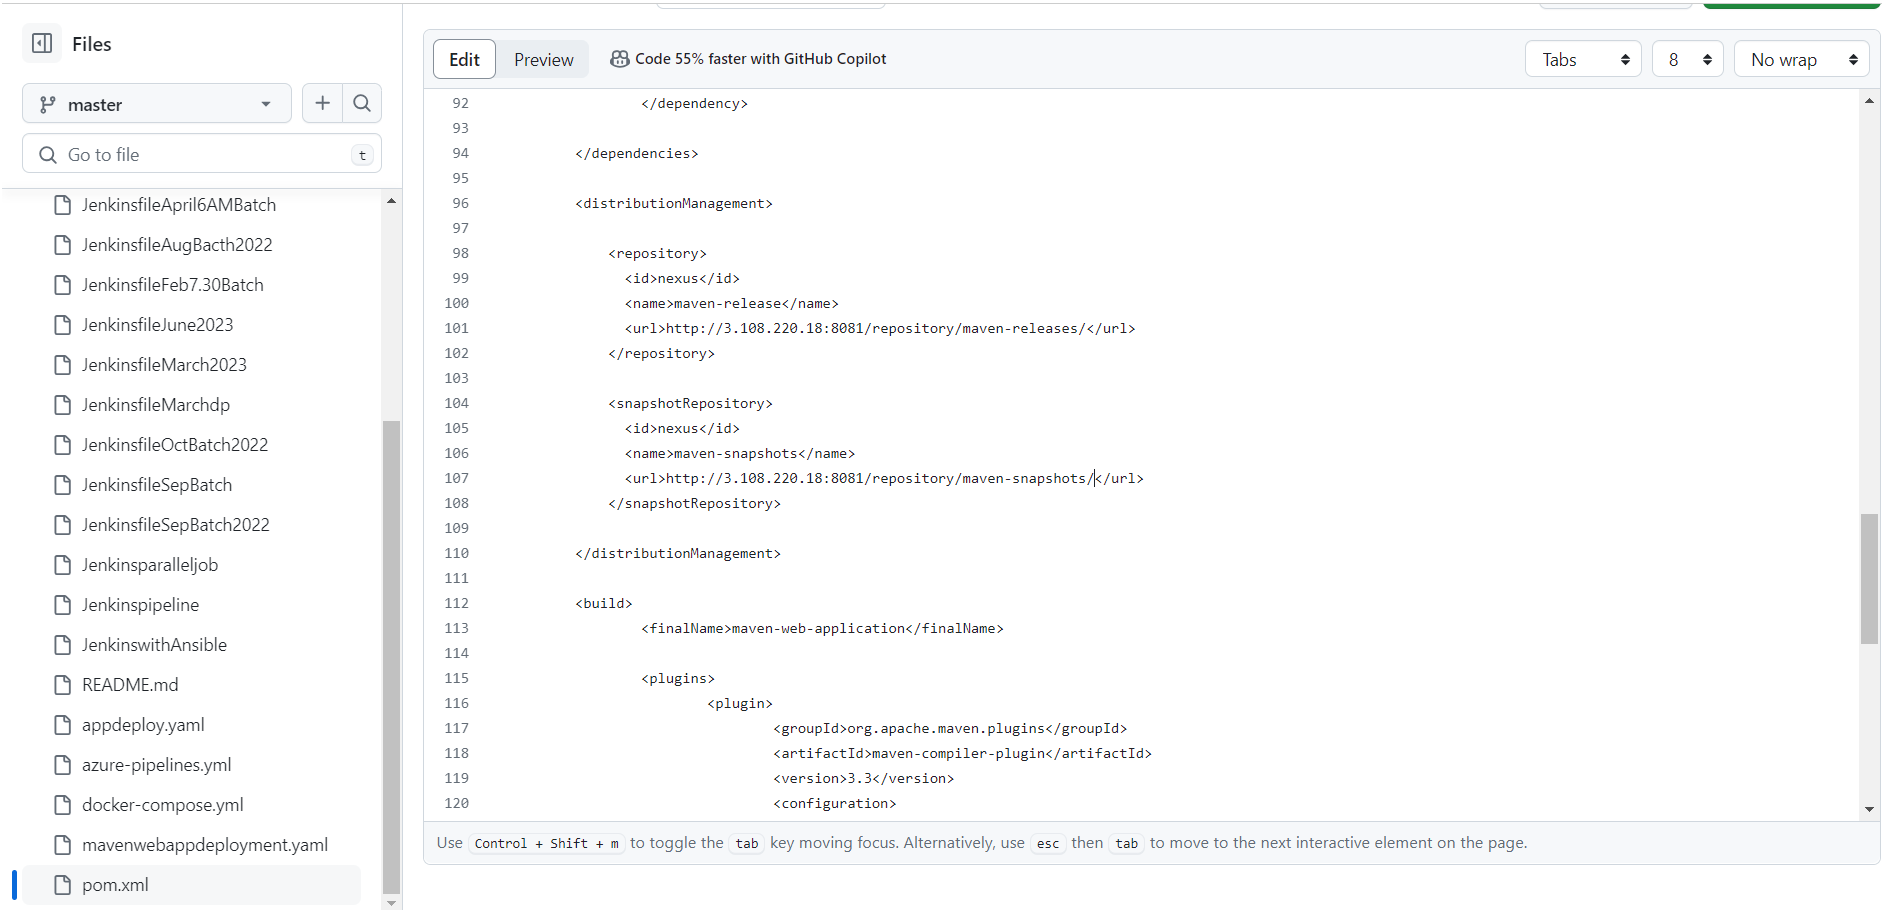 Files
master
Go to file
t
JenkinsfileApril6AMBatch
JenkinsfileAugBacth2022
JenkinsfileFeb7.30Batch
JenkinsfileJune2023
JenkinsfileMarch2023
JenkinsfileMarchdp
JenkinsfileOctBatch2022
JenkinsfileSepBatch
JenkinsfileSepBatch2022
Jenkinsparalleljob
Jenkinspipeline
JenkinswithAnsible
README.md
appdeploy.yaml
azure-pipelines.yml
docker-compose.yml
mavenwebappdeployment.yaml
pom.xml
Edit Preview Code 55% faster with GitHub Copilot Tabs 8 No wrap
92 </dependency>
93
94 </dependencies>
95
96 <distributionManagement>
97
98 <repository>
99 <id>nexus</id>
100 <name>maven-release</name>
101 <url>http://3.108.220.18:8081/repository/maven-releases/</url>
102 </repository>
103
104 <snapshotRepository>
105 <id>nexus</id>
106 <name>maven-snapshots</name>
107 <url>http://3.108.220.18:8081/repository/maven-snapshots/</url>
108 </snapshotRepository>
109
110 </distributionManagement>
111
112 <build>
113 <finalName>maven-web-application</finalName>
114
115 <plugins>
116 <plugin>
117 <groupId>org.apache.maven.plugins</groupId>
118 <artifactId>maven-compiler-plugin</artifactId>
119 <version>3.3</version>
120 <configuration>
Use Control + Shift + m to toggle the tab key moving focus. Alternatively, use esc then tab to move to the next interactive element on the page.